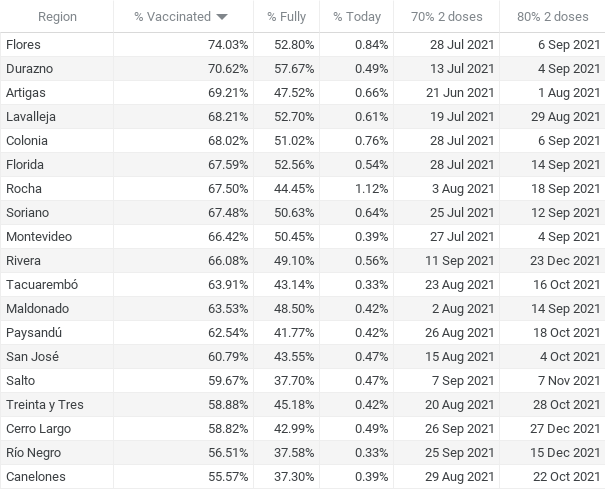 Region % Vaccinated % Fully % Today 70% 2 doses 80% 2 doses
Flores 74.03% 52.80% 0.84% 28 Jul 2021 6 Sep 2021
Durazno 70.62% 57.67% 0.49% 13 Jul 2021 4 Sep 2021
Artigas 69.21% 47.52% 0.66% 21 Jun 2021 1 Aug 2021
Lavalleja 68.21% 52.70% 0.61% 19 Jul 2021 29 Aug 2021
Colonia 68.02% 51.02% 0.76% 28 Jul 2021 6 Sep 2021
Florida 67.59% 52.56% 0.54% 28 Jul 2021 14 Sep 2021
Rocha 67.50% 44.45% 1.12% 3 Aug 2021 18 Sep 2021
Soriano 67.48% 50.63% 0.64% 25 Jul 2021 12 Sep 2021
Montevideo 66.42% 50.45% 0.39% 27 Jul 2021 4 Sep 2021
Rivera 66.08% 49.10% 0.56% 11 Sep 2021 23 Dec 2021
Tacuarembó 63.91% 43.14% 0.33% 23 Aug 2021 16 Oct 2021
Maldonado 63.53% 48.50% 0.42% 2 Aug 2021 14 Sep 2021
Paysandú 62.54% 41.77% 0.42% 26 Aug 2021 18 Oct 2021
San José 60.79% 43.55% 0.47% 15 Aug 2021 4 Oct 2021
Salto 59.67% 37.70% 0.47% 7 Sep 2021 7 Nov 2021
Treinta y Tres 58.88% 45.18% 0.42% 20 Aug 2021 28 Oct 2021
Cerro Largo 58.82% 42.99% 0.49% 26 Sep 2021 27 Dec 2021
Río Negro 56.51% 37.58% 0.33% 25 Sep 2021 15 Dec 2021
Canelones 55.57% 37.30% 0.39% 29 Aug 2021 22 Oct 2021